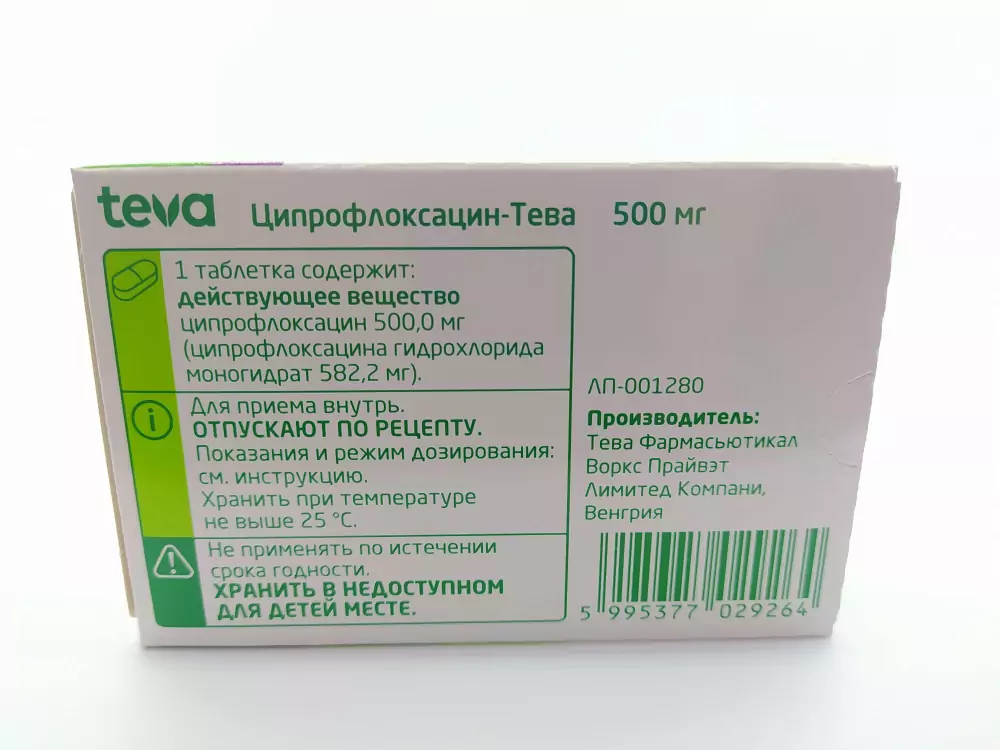 teva Ципрофлоксацин-Тева 500 мг
1 таблетка содержит:
действующее вещество
ципрофлоксацин 500,0 мг
(ципрофлоксацина гидрохлорида
моногидрат 582,2 мг).
Для приема внутрь.
ОТПУСКАЮТ ПО РЕЦЕПТУ.
Показания и режим дозирования:
см. инструкцию.
Хранить при температуре
не выше 25 °С.
Не применять по истечении
срока годности.
ХРАНИТЬ В НЕДОСТУПНОМ
ДЛЯ ДЕТЕЙ МЕСТЕ.
ЛП-001280
Производитель:
Тева Фармасьютикал
Воркс Прайвэт
Лимитед Компани,
Венгрия
5 995377 029264